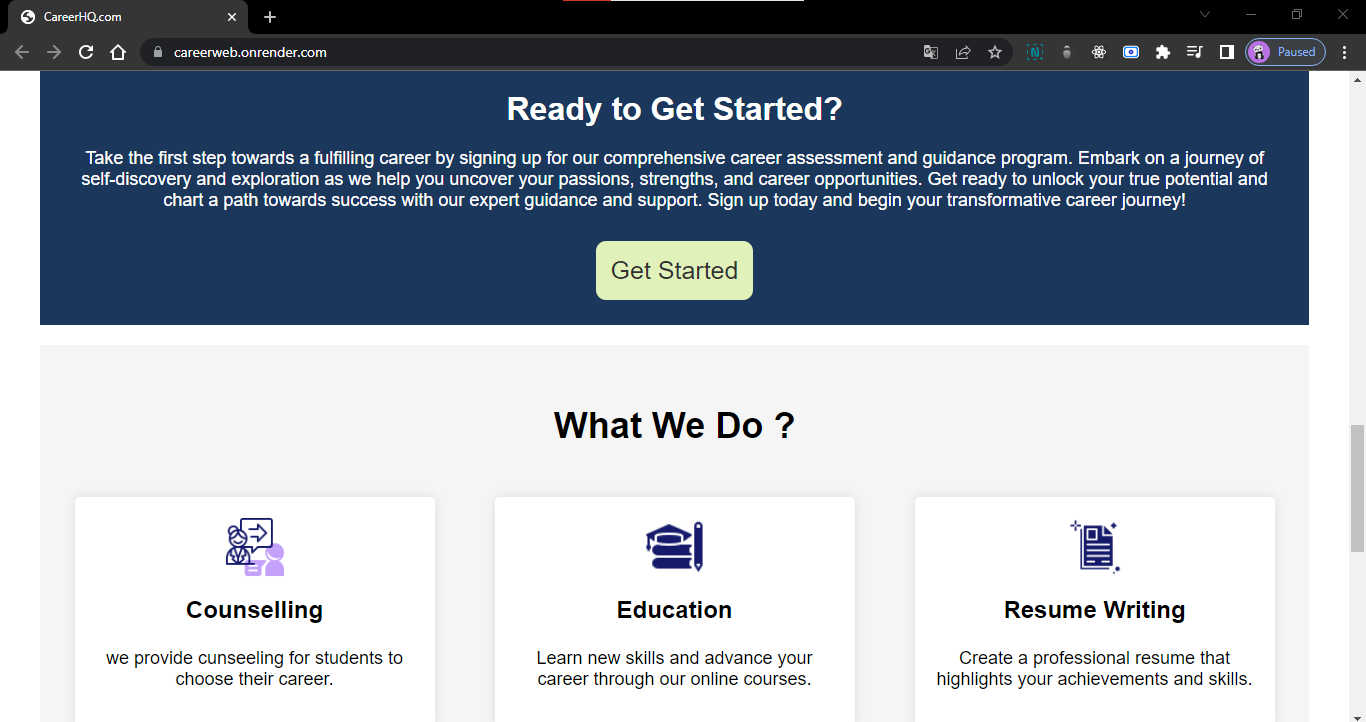 CareerHQ.com
careerweb.onrender.com
Paused
Ready to Get Started?
Take the first step towards a fulfilling career by signing up for our comprehensive career assessment and guidance program. Embark on a journey of
self-discovery and exploration as we help you uncover your passions, strengths, and career opportunities. Get ready to unlock your true potential and
chart a path towards success with our expert guidance and support. Sign up today and begin your transformative career journey!
Get Started
What We Do ?
Counselling
we provide cunseeling for students to
choose their career.
Education
Learn new skills and advance your
career through our online courses.
Resume Writing
Create a professional resume that
highlights your achievements and skills.